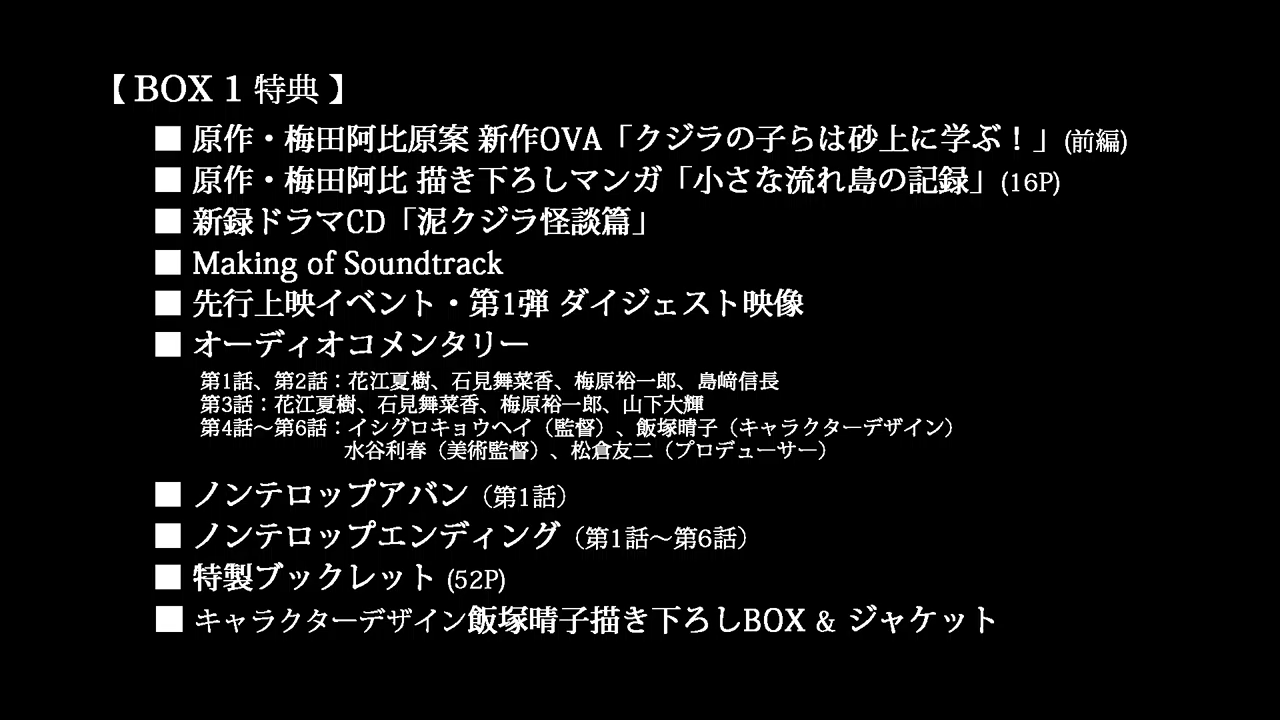 【 BOX 1 特典 】
■ 原作・梅田阿比原案 新作OVA「クジラの子らは砂上に学ぶ！」(前編)
■ 原作・梅田阿比 描き下ろしマンガ「小さな流れ島の記録」(16P)
■ 新録ドラマCD「泥クジラ怪談篇」
■ Making of Soundtrack
■ 先行上映イベント・第1弾 ダイジェスト映像
■ オーディオコメンタリー
第1話、第2話：花江夏樹、石見舞菜香、梅原裕一郎、島﨑信長
第3話：花江夏樹、石見舞菜香、梅原裕一郎、山下大輝
第4話～第6話：イシグロキョウヘイ（監督）、飯塚晴子（キャラクターデザイン）
水谷利春（美術監督）、松倉友二（プロデューサー）
■ ノンテロップアバン（第1話）
■ ノンテロップエンディング（第1話～第6話）
■ 特製ブックレット (52P)
■ キャラクターデザイン飯塚晴子描き下ろしBOX & ジャケット